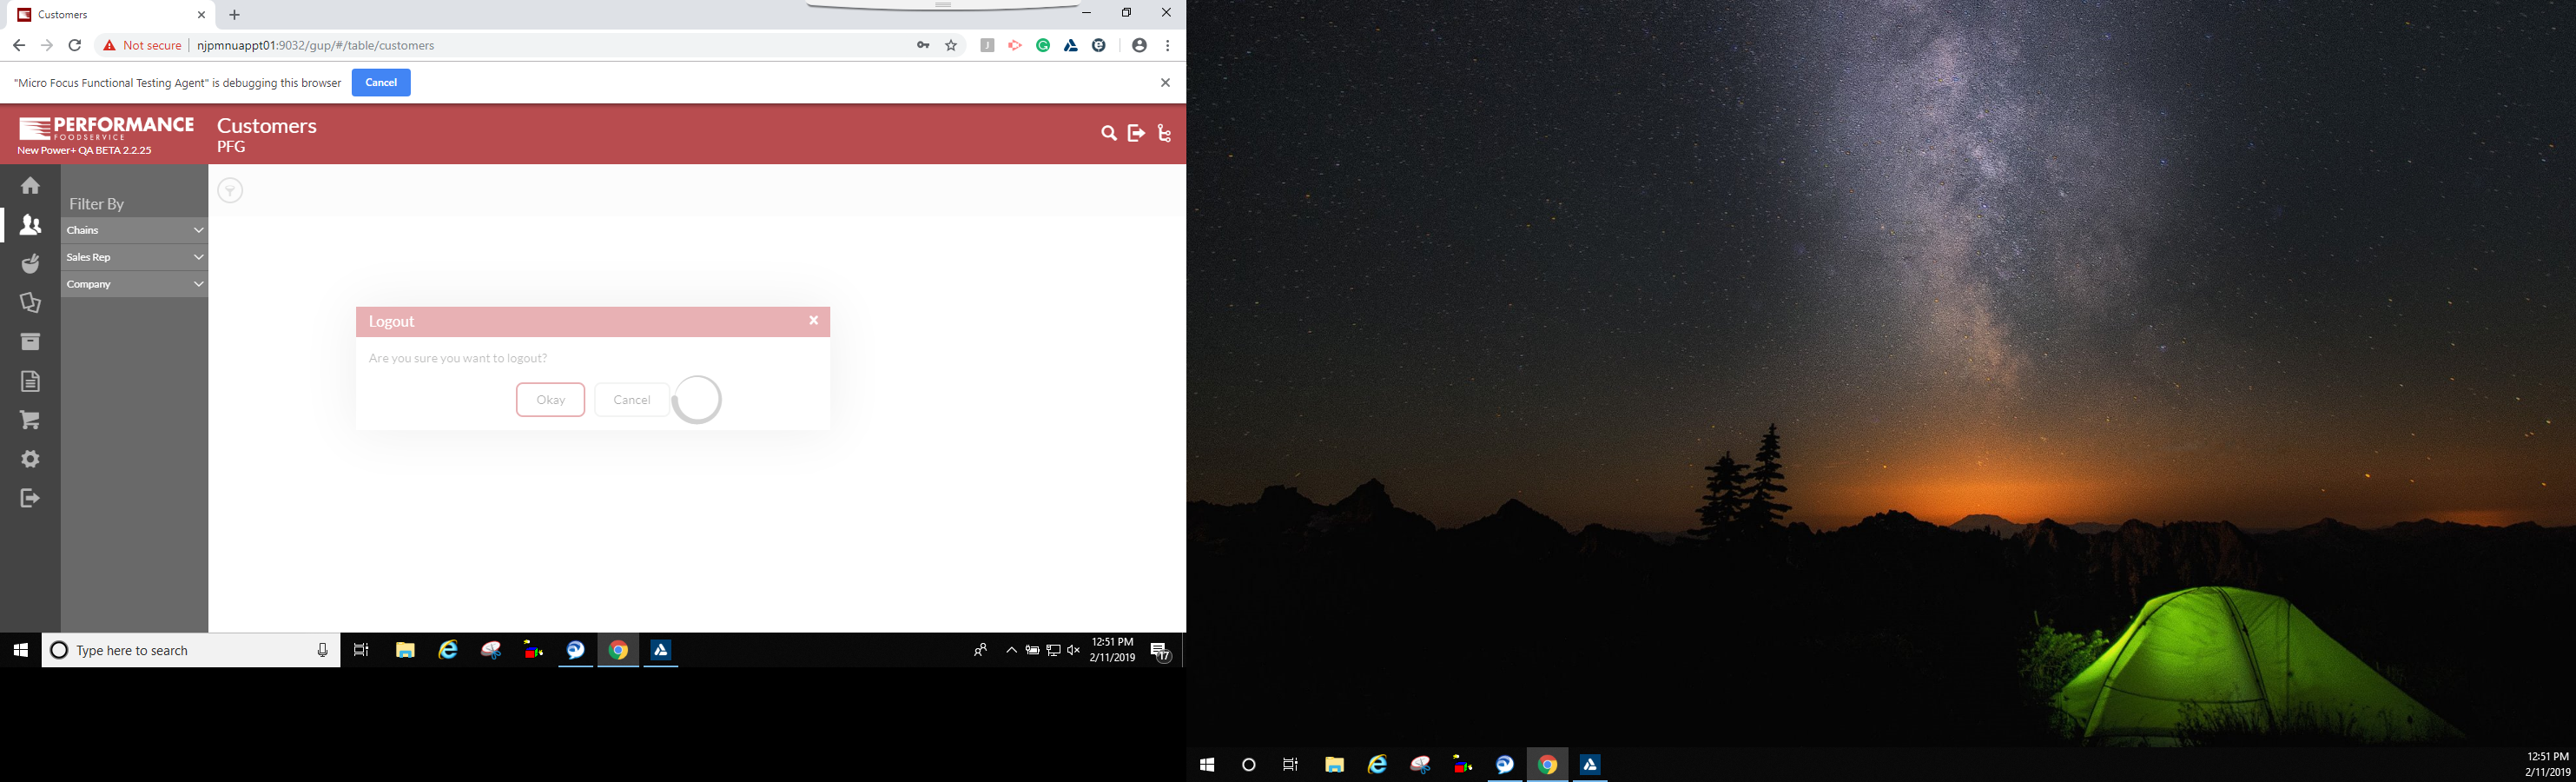 Customers
Not secure | njpmnuappt01:9032/gup/#/table/customers
"Micro Focus Functional Testing Agent" is debugging this browser
Cancel
PERFORMANCE
FOODSERVICE
New Power+ QA BETA 2.2.25
Customers
PFG
Filter By
Chains
Sales Rep
Company
Logout
Are you sure you want to logout?
Okay
Cancel
Type here to search
12:51 PM
2/11/2019
17
12:51 PM
2/11/2019